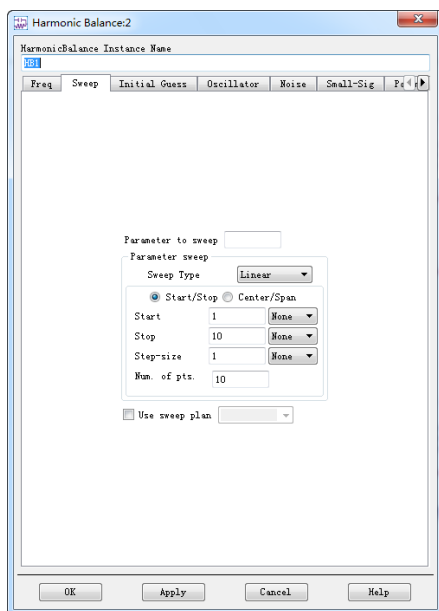 Harmonic Balance:2
HarmonicBalance Instance Name
HB1
Freq Sweep Initial Guess Oscillator Noise Small-Sig
Parameter to sweep
Parameter sweep
Sweep Type Linear
Start/Stop Center/Span
Start 1 None
Stop 10 None
Step-size 1 None
Num. of pts. 10
Use sweep plan
OK Apply Cancel Help